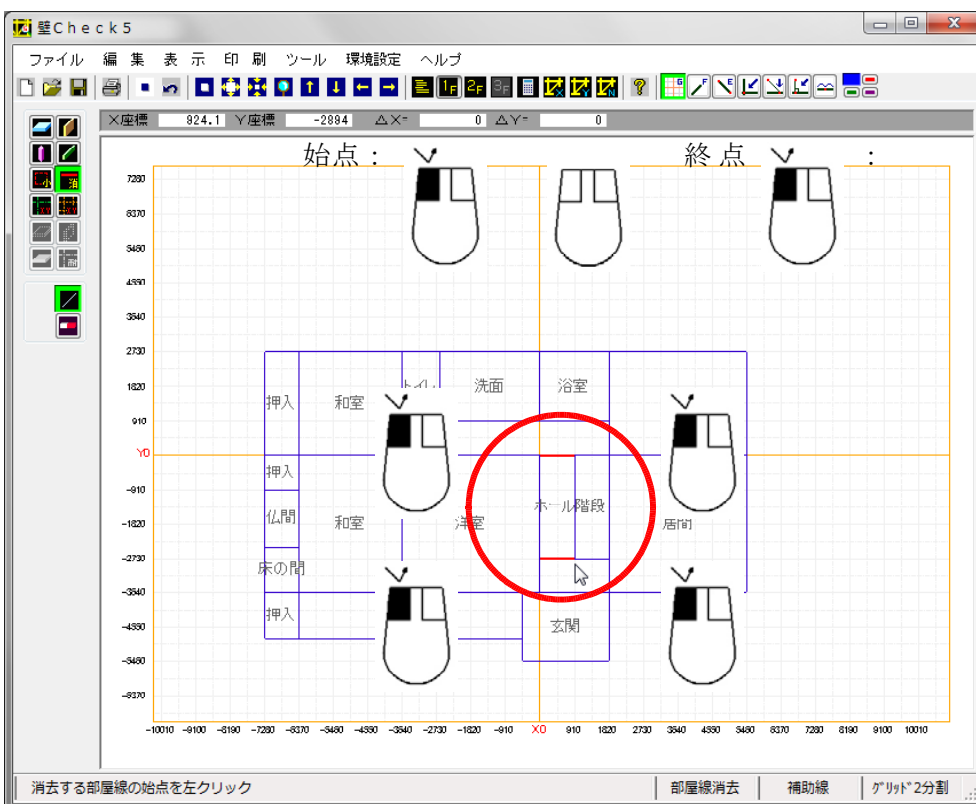 壁Check5
ファイル 編集 表示 印刷 ツール 環境設定 ヘルプ
1F 2F 3F
X座標 924.1 Y座標 -2894 △X= 0 △Y= 0
始点： 終点 ：
7280
6370
5460
4550
3640
2730
1820
910
Y0
-910
-1820
-2730
-3640
-4550
-5460
-6370
トイレ 洗面 浴室
押入 和室
押入
ホール 階段
仏間 和室 洋室 居間
床の間
押入 玄関
-10010 -9100 -8190 -7280 -6370 -5460 -4550 -3640 -2730 -1820 -910 X0 910 1820 2730 3640 4550 5460 6370 7280 8190 9100 10010
消去する部屋線の始点を左クリック 部屋線消去 補助線 グリッド2分割